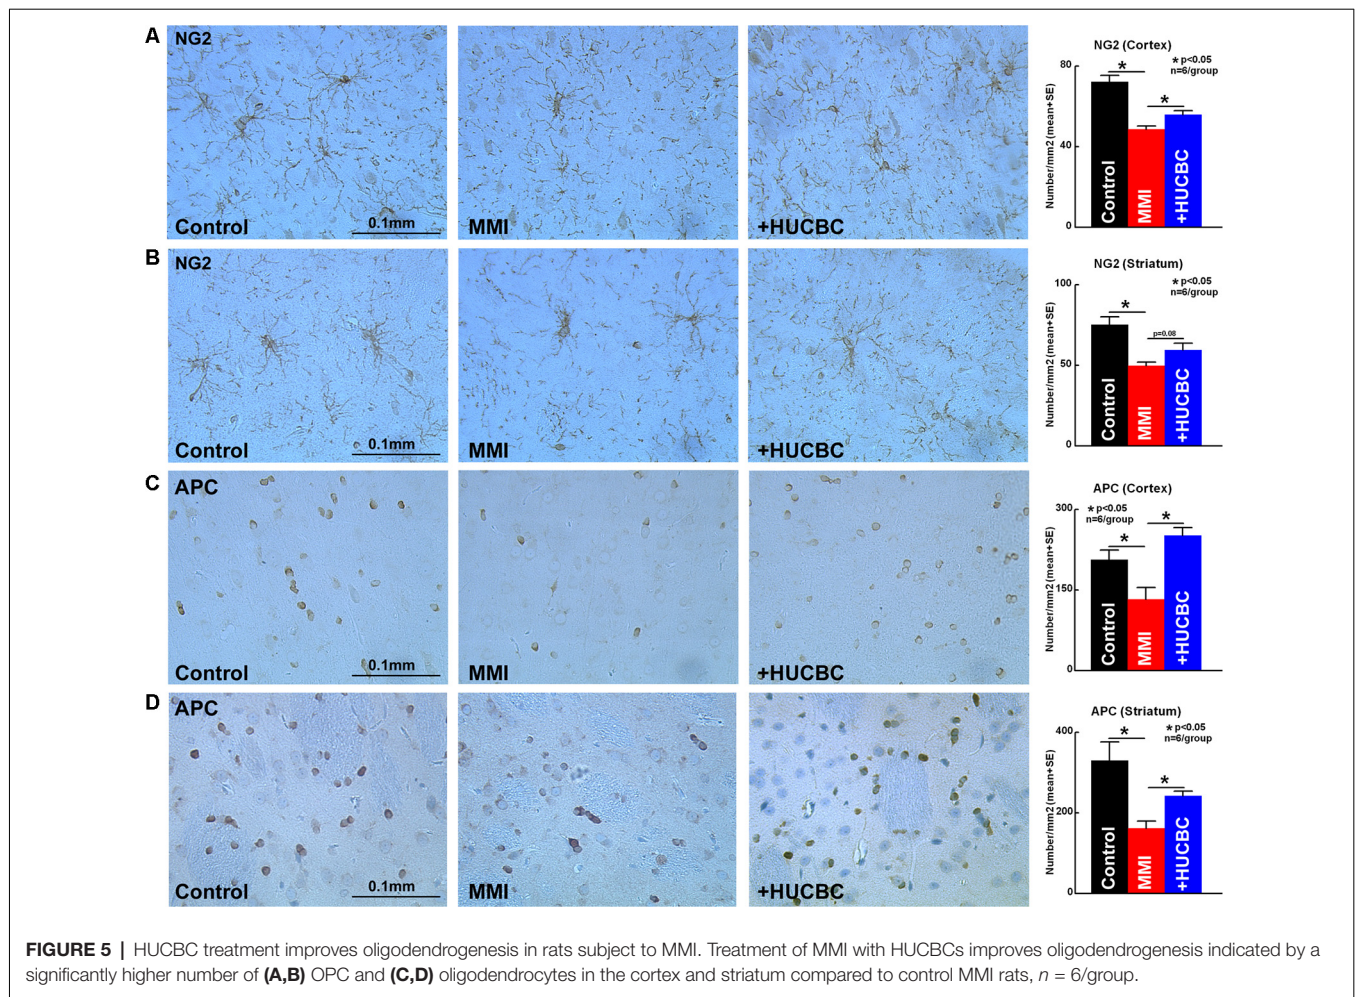 A
NG2
Control
0.1mm
MMI
+HUCBC
NG2 (Cortex)
* p<0.05
n=6/group
Number/mm2 (mean+SE)
80
40
0
*
*
Control
MMI
+HUCBC
B
NG2
Control
0.1mm
MMI
+HUCBC
NG2 (Striatum)
* p<0.05
n=6/group
Number/mm2 (mean+SE)
100
50
0
*
p=0.08
Control
MMI
+HUCBC
C
APC
Control
0.1mm
MMI
+HUCBC
APC (Cortex)
* p<0.05
n=6/group
Number/mm2 (mean+SE)
300
150
0
*
*
Control
MMI
+HUCBC
D
APC
Control
0.1mm
MMI
+HUCBC
APC (Striatum)
* p<0.05
n=6/group
Number/mm2 (mean+SE)
400
200
0
*
*
Control
MMI
+HUCBC
FIGURE 5 | HUCBC treatment improves oligodendrogenesis in rats subject to MMI. Treatment of MMI with HUCBCs improves oligodendrogenesis indicated by a
significantly higher number of (A,B) OPC and (C,D) oligodendrocytes in the cortex and striatum compared to control MMI rats, n = 6/group.